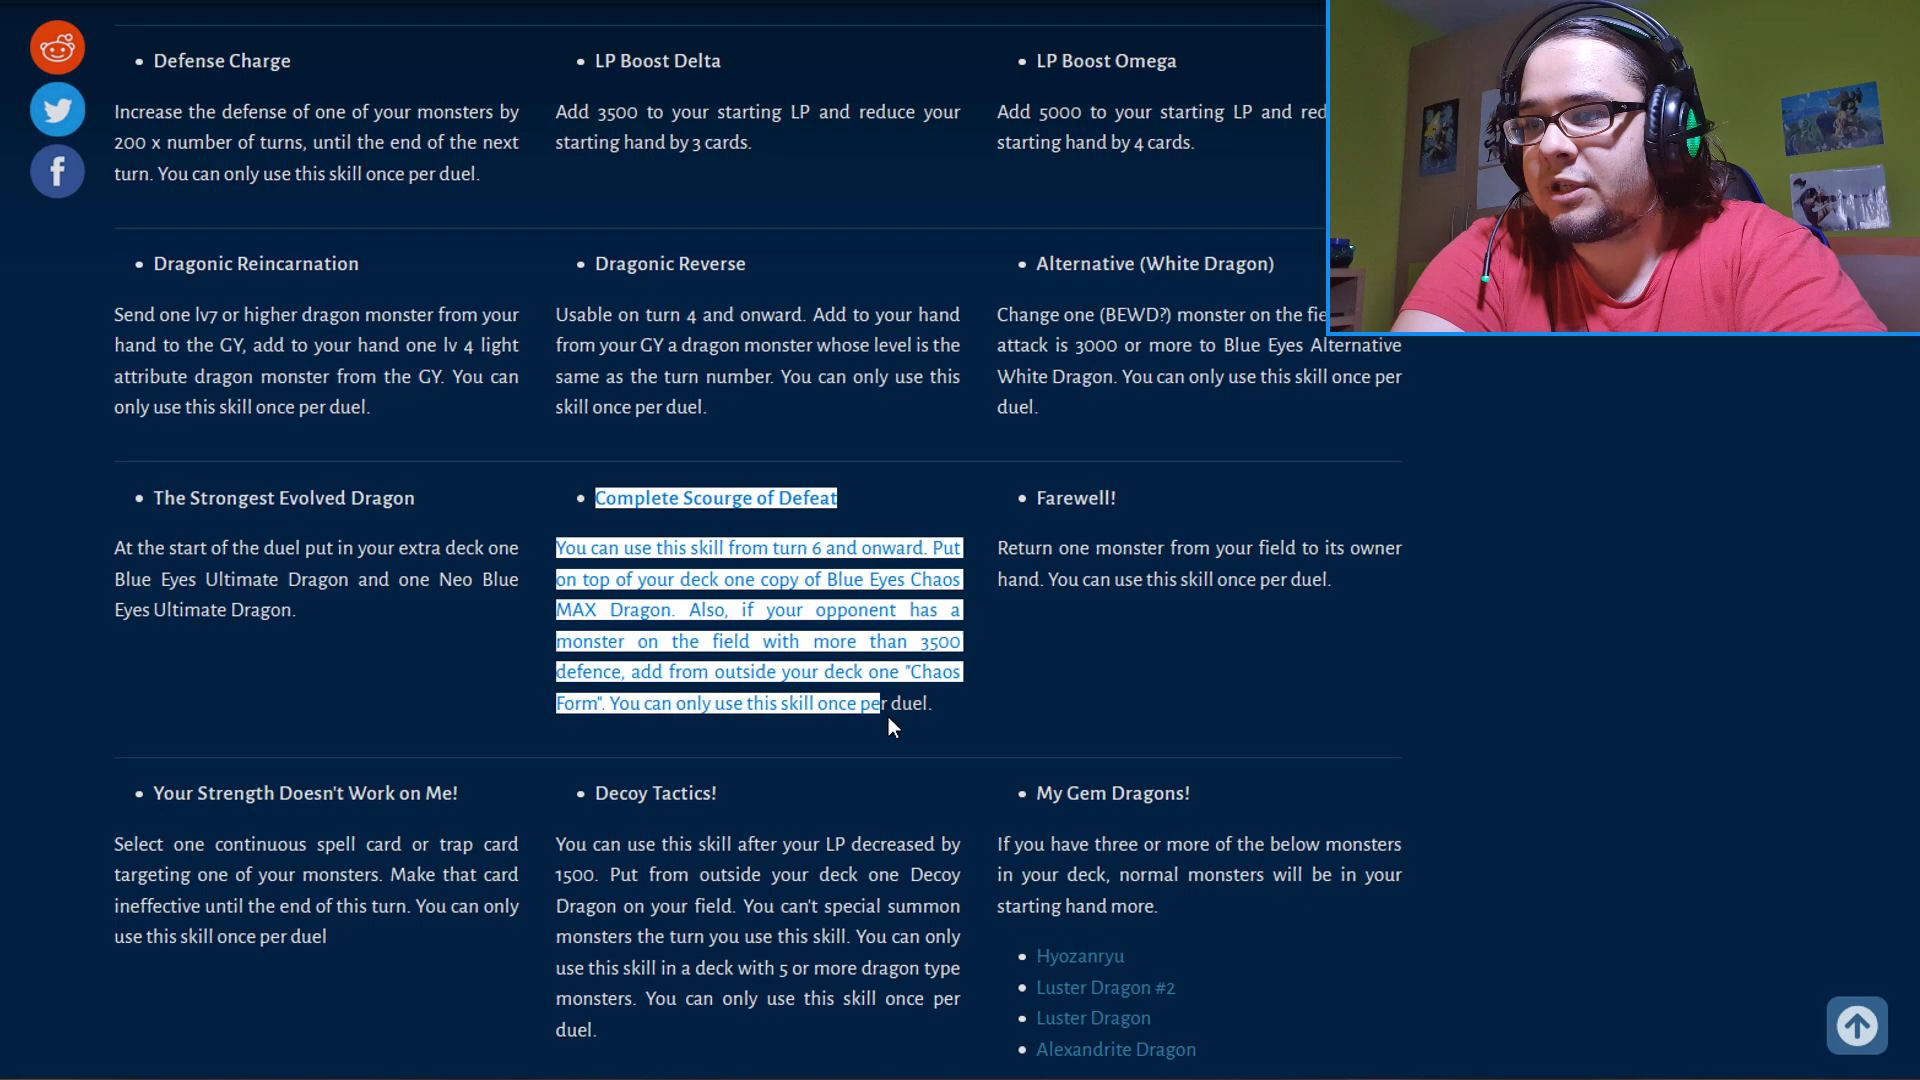 Defense Charge
Increase the defense of one of your monsters by
200 x number of turns, until the end of the next
turn. You can only use this skill once per duel.
LP Boost Delta
Add 3500 to your starting LP and reduce your
starting hand by 3 cards.
LP Boost Omega
Add 5000 to your starting LP and red
starting hand by 4 cards.
Dragonic Reincarnation
Send one lv7 or higher dragon monster from your
hand to the GY, add to your hand one lv 4 light
attribute dragon monster from the GY. You can
only use this skill once per duel.
Dragonic Reverse
Usable on turn 4 and onward. Add to your hand
from your GY a dragon monster whose level is the
same as the turn number. You can only use this
skill once per duel.
Alternative (White Dragon)
Change one (BEWD?) monster on the fie
attack is 3000 or more to Blue Eyes Alternative
White Dragon. You can only use this skill once per
duel.
The Strongest Evolved Dragon
At the start of the duel put in your extra deck one
Blue Eyes Ultimate Dragon and one Neo Blue
Eyes Ultimate Dragon.
Complete Scourge of Defeat
You can use this skill from turn 6 and onward. Put
on top of your deck one copy of Blue Eyes Chaos
MAX Dragon. Also, if your opponent has a
monster on the field with more than 3500
defence, add from outside your deck one "Chaos
Form". You can only use this skill once per duel.
Farewell!
Return one monster from your field to its owner
hand. You can use this skill once per duel.
Your Strength Doesn't Work on Me!
Select one continuous spell card or trap card
targeting one of your monsters. Make that card
ineffective until the end of this turn. You can only
use this skill once per duel
Decoy Tactics!
You can use this skill after your LP decreased by
1500. Put from outside your deck one Decoy
Dragon on your field. You can't special summon
monsters the turn you use this skill. You can only
use this skill in a deck with 5 or more dragon type
monsters. You can only use this skill once per
duel.
My Gem Dragons!
If you have three or more of the below monsters
in your deck, normal monsters will be in your
starting hand more.
Hyozanryu
Luster Dragon #2
Luster Dragon
Alexandrite Dragon